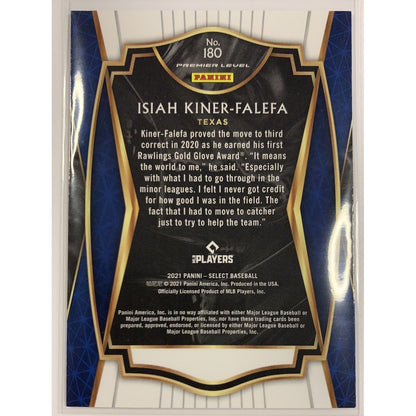 No.
180
PREMIER LEVEL
PANINI
ISIAH KINER-FALEFA
TEXAS
Kiner-Falefa proved the move to third
correct in 2020 as he earned his first
Rawlings Gold Glove Award®. “It means
the world to me,” he said. “Especially
with what I had to go through in the
minor leagues. I felt I never got credit
for how good I was in the field. The
fact that I had to move to catcher
just to try to help the team.”
MLB PLAYERS
2021 PANINI – SELECT BASEBALL
© 2021 Panini America, Inc. Produced in the USA.
Officially Licensed Product of MLB Players, Inc.
Panini America, Inc. is in no way affiliated with either Major League Baseball or
Major League Baseball Properties, Inc. nor have these trading cards been
prepared, approved, endorsed, or licensed by either Major League Baseball or
Major League Baseball Properties, Inc.